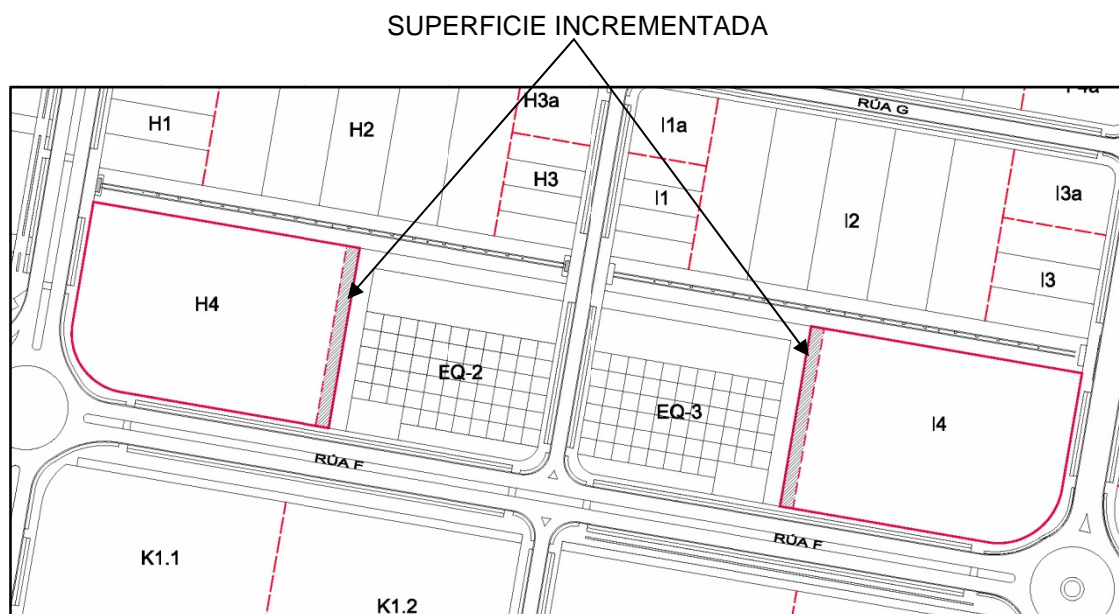 SUPERFICIE INCREMENTADA
H1
H2
H3a
H3
I1a
I1
RÚA G
I2
I3a
I3
H4
EQ-2
EQ-3
I4
RÚA F
RÚA F
K1.1
K1.2